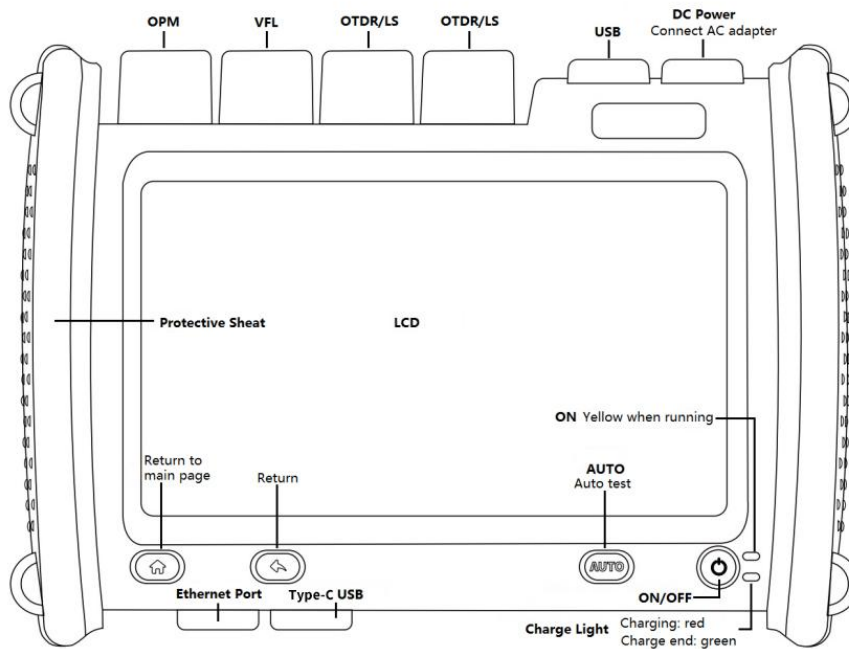 OPM
VFL
OTDR/LS
OTDR/LS
USB
DC Power
Connect AC adapter
Protective Sheat
LCD
ON Yellow when running
Return to
main page
Return
AUTO
Auto test
AUTO
Ethernet Port
Type-C USB
ON/OFF
Charge Light
Charging: red
Charge end: green